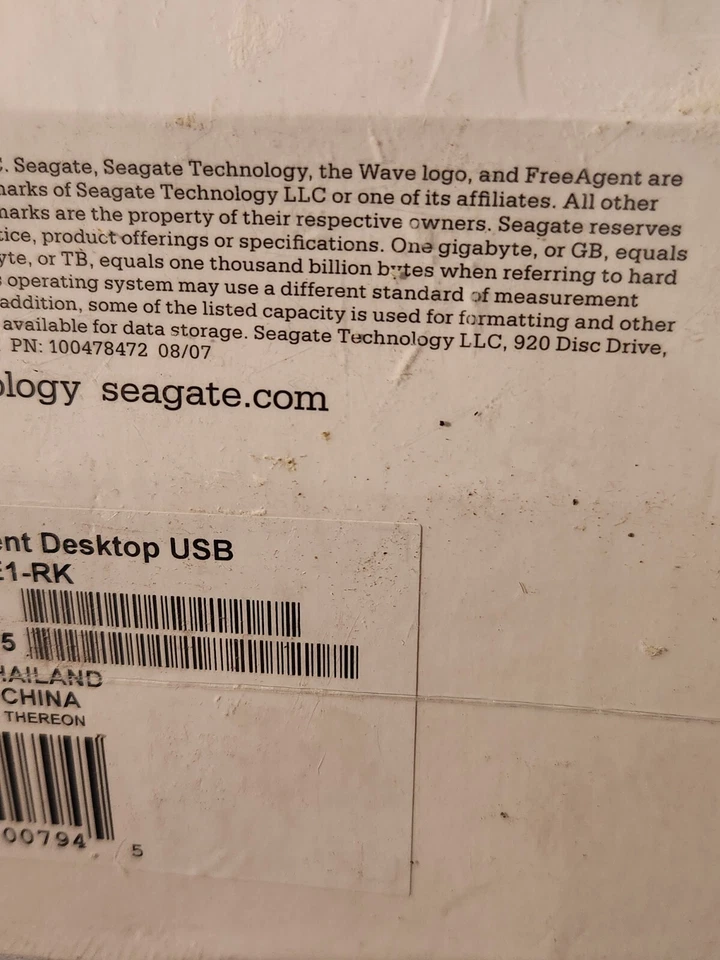 . Seagate, Seagate Technology, the Wave logo, and FreeAgent are
arks of Seagate Technology LLC or one of its affiliates. All other
arks are the property of their respective owners. Seagate reserves
tice, product offerings or specifications. One gigabyte, or GB, equals
yte, or TB, equals one thousand billion bytes when referring to hard
operating system may use a different standard of measurement
addition, some of the listed capacity is used for formatting and other
available for data storage. Seagate Technology LLC, 920 Disc Drive,
PN: 100478472 08/07
logy seagate.com
nt Desktop USB
1-RK
5
HAILAND
CHINA
THEREON
00794 5